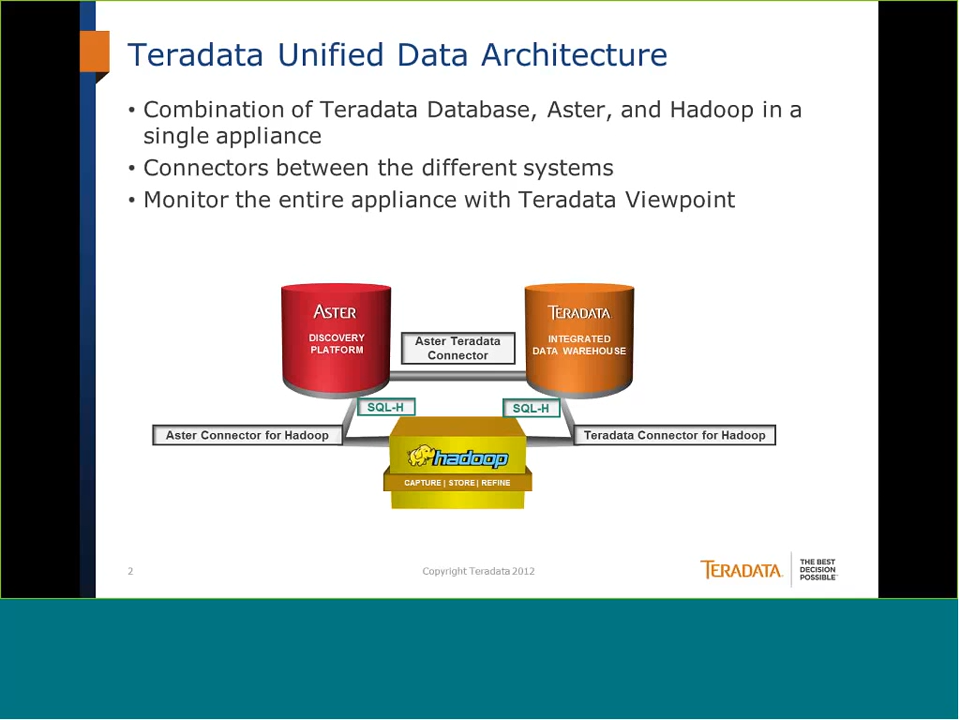 Teradata Unified Data Architecture
• Combination of Teradata Database, Aster, and Hadoop in a
single appliance
• Connectors between the different systems
• Monitor the entire appliance with Teradata Viewpoint
ASTER
DISCOVERY
PLATFORM
Aster Teradata
Connector
TERADATA
INTEGRATED
DATA WAREHOUSE
SQL-H
SQL-H
Aster Connector for Hadoop
Teradata Connector for Hadoop
hadoop
CAPTURE | STORE | REFINE
2
Copyright Teradata 2012
TERADATA
THE BEST
DECISION
POSSIBLE™